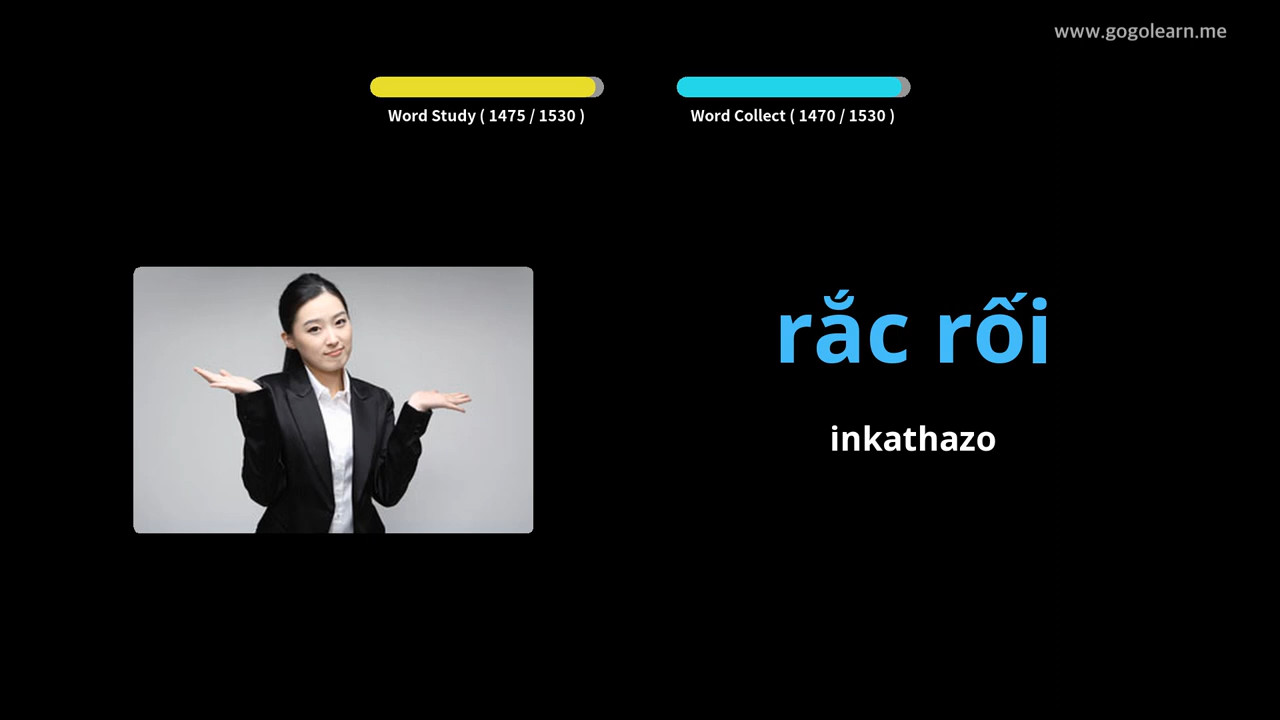 www.gogolearn.me
Word Study ( 1475 / 1530 )
Word Collect ( 1470 / 1530 )
rắc rối
inkathazo